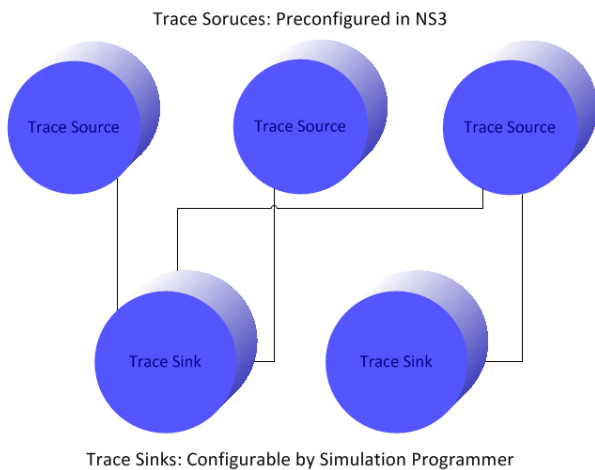 Trace Soruces: Preconfigured in NS3
Trace Source
Trace Source
Trace Source
Trace Sink
Trace Sink
Trace Sinks: Configurable by Simulation Programmer